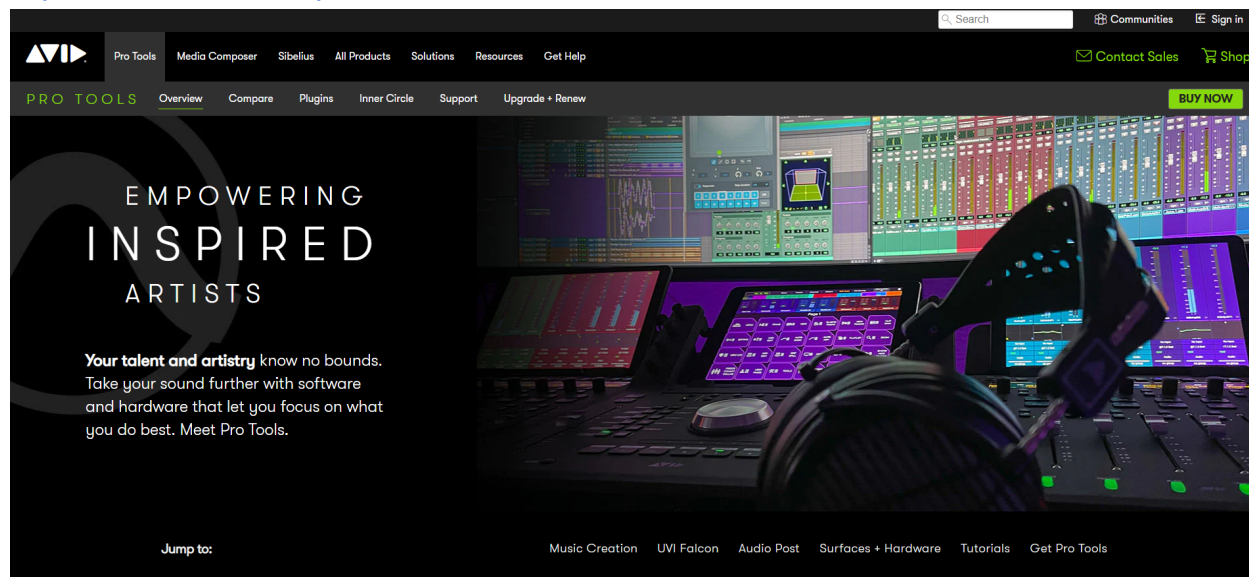 Search
Communities
Sign in
AVID
Pro Tools
Media Composer
Sibelius
All Products
Solutions
Resources
Get Help
Contact Sales
Shop
PRO TOOLS
Overview
Compare
Plugins
Inner Circle
Support
Upgrade + Renew
BUY NOW
EMPOWERING
INSPIRED
ARTISTS
Your talent and artistry know no bounds.
Take your sound further with software
and hardware that let you focus on what
you do best. Meet Pro Tools.
Page 1
AVID
Jump to:
Music Creation
UVI Falcon
Audio Post
Surfaces + Hardware
Tutorials
Get Pro Tools